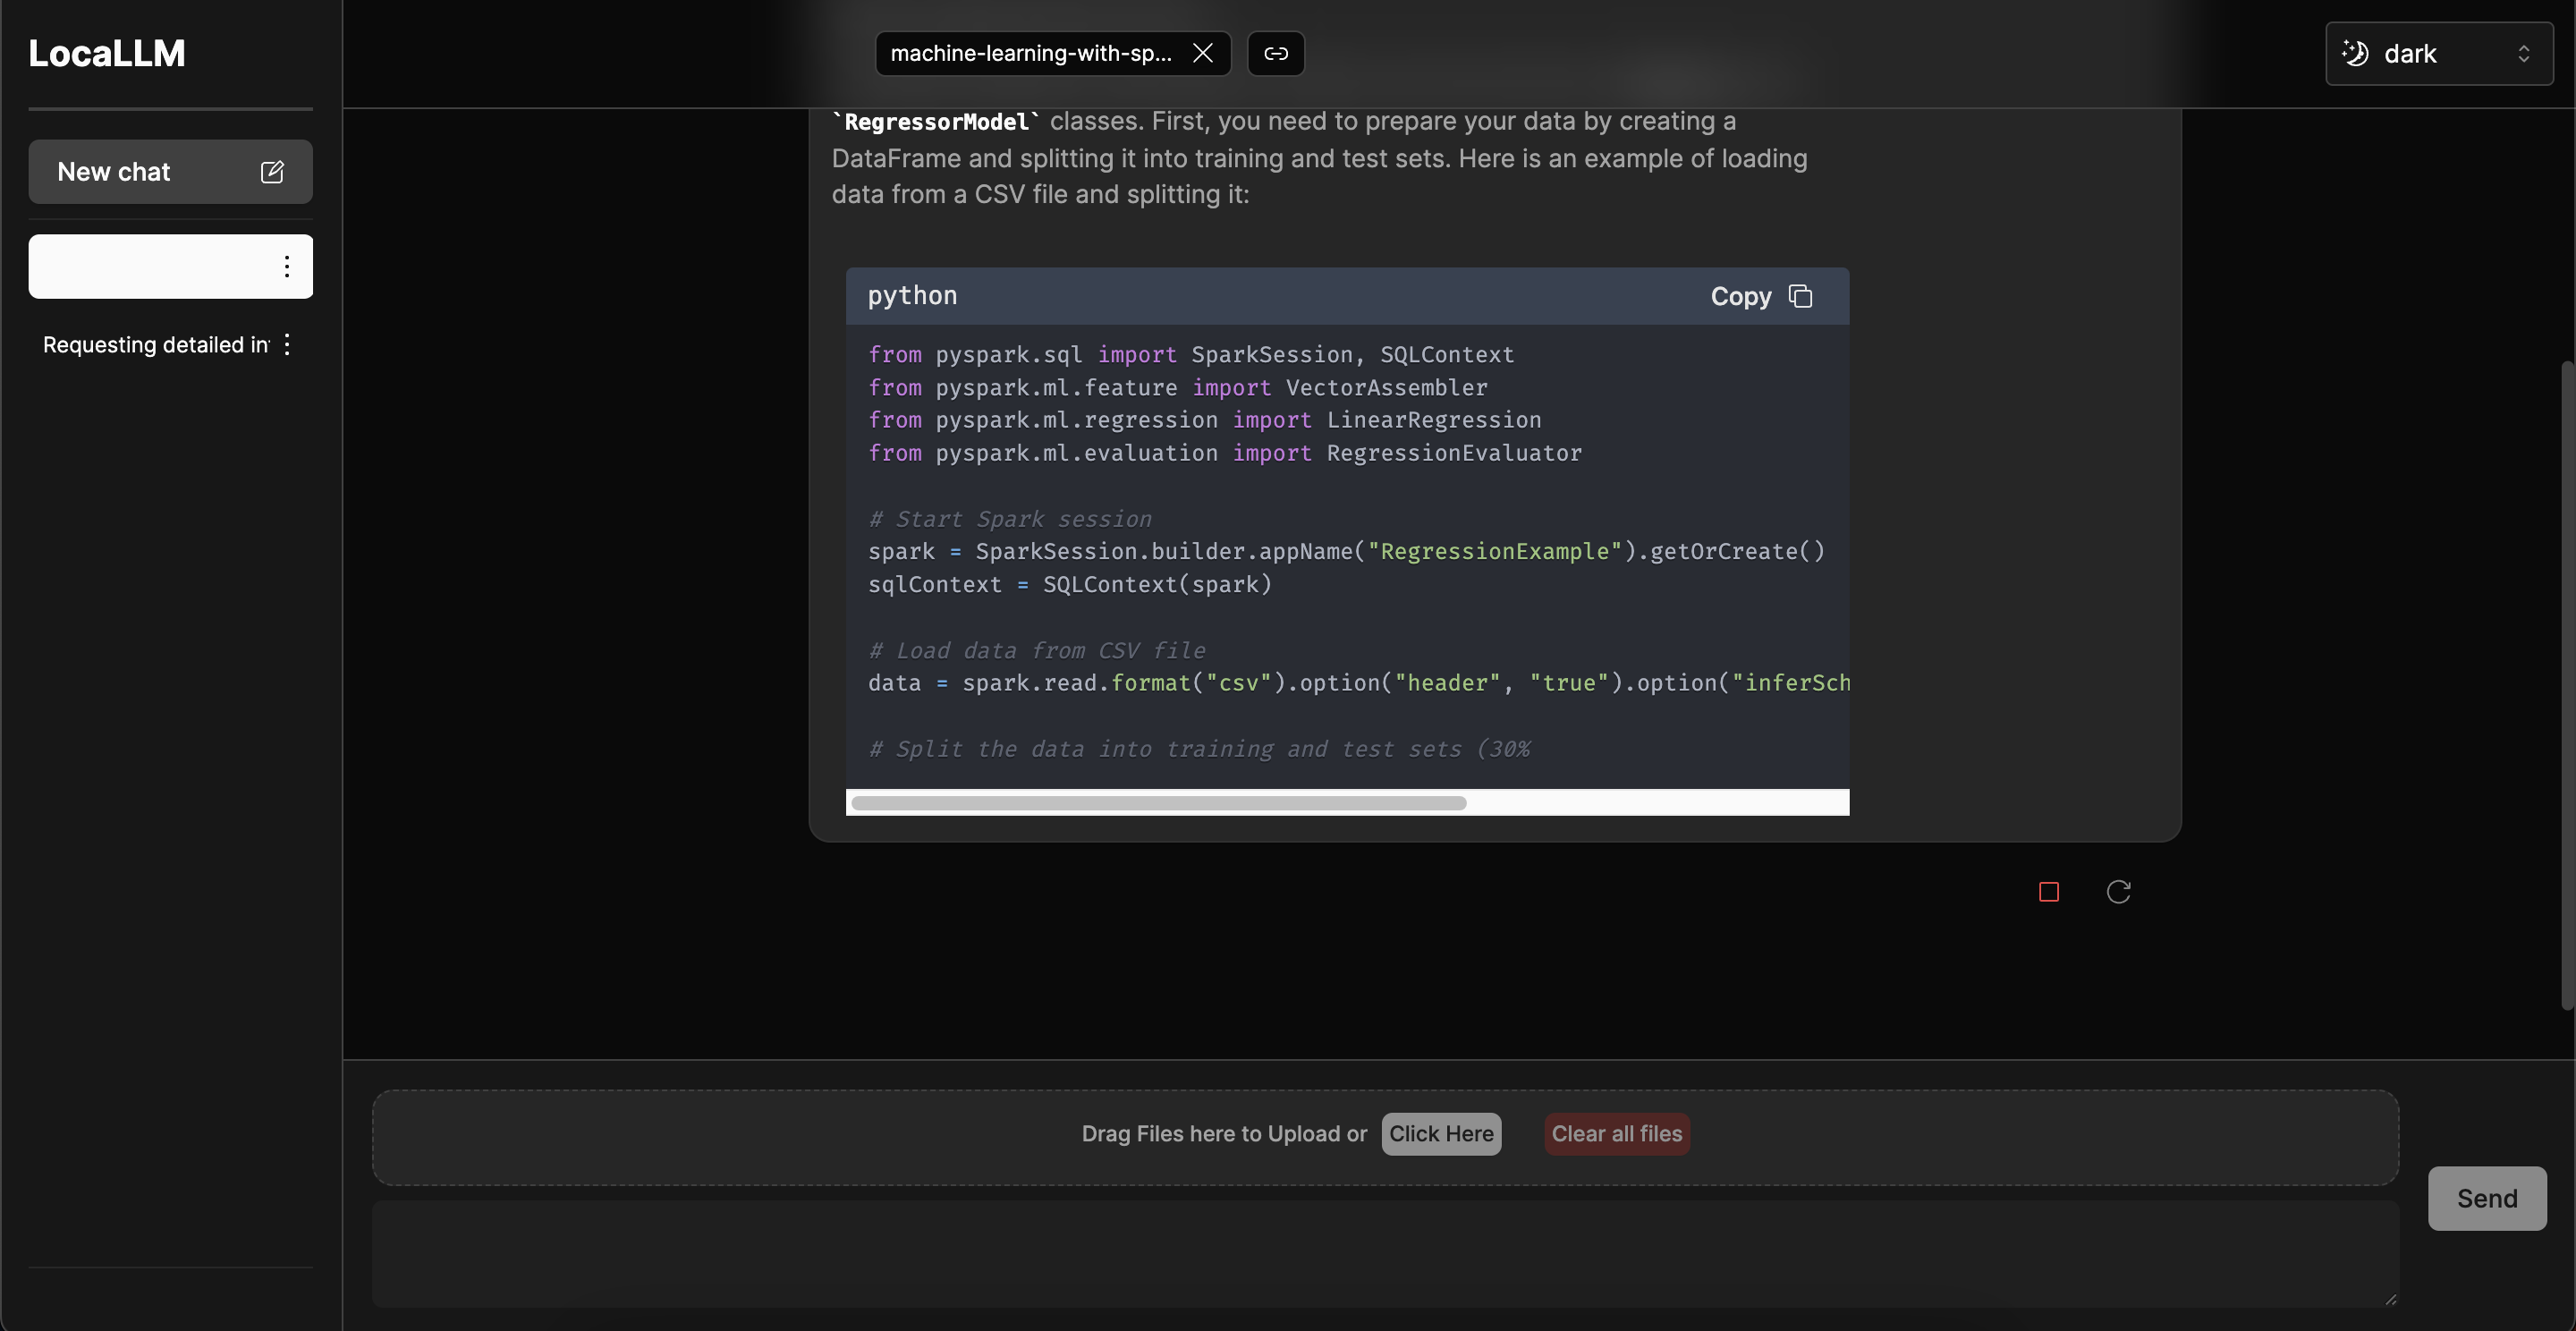 LocaLLM
New chat
Requesting detailed in
machine-learning-with-sp...
dark
`RegressorModel` classes. First, you need to prepare your data by creating a
DataFrame and splitting it into training and test sets. Here is an example of loading
data from a CSV file and splitting it:
python
Copy
from pyspark.sql import SparkSession, SQLContext
from pyspark.ml.feature import VectorAssembler
from pyspark.ml.regression import LinearRegression
from pyspark.ml.evaluation import RegressionEvaluator
# Start Spark session
spark = SparkSession.builder.appName("RegressionExample").getOrCreate()
sqlContext = SQLContext(spark)
# Load data from CSV file
data = spark.read.format("csv").option("header", "true").option("inferSch
# Split the data into training and test sets (30%
Drag Files here to Upload or Click Here Clear all files
Send